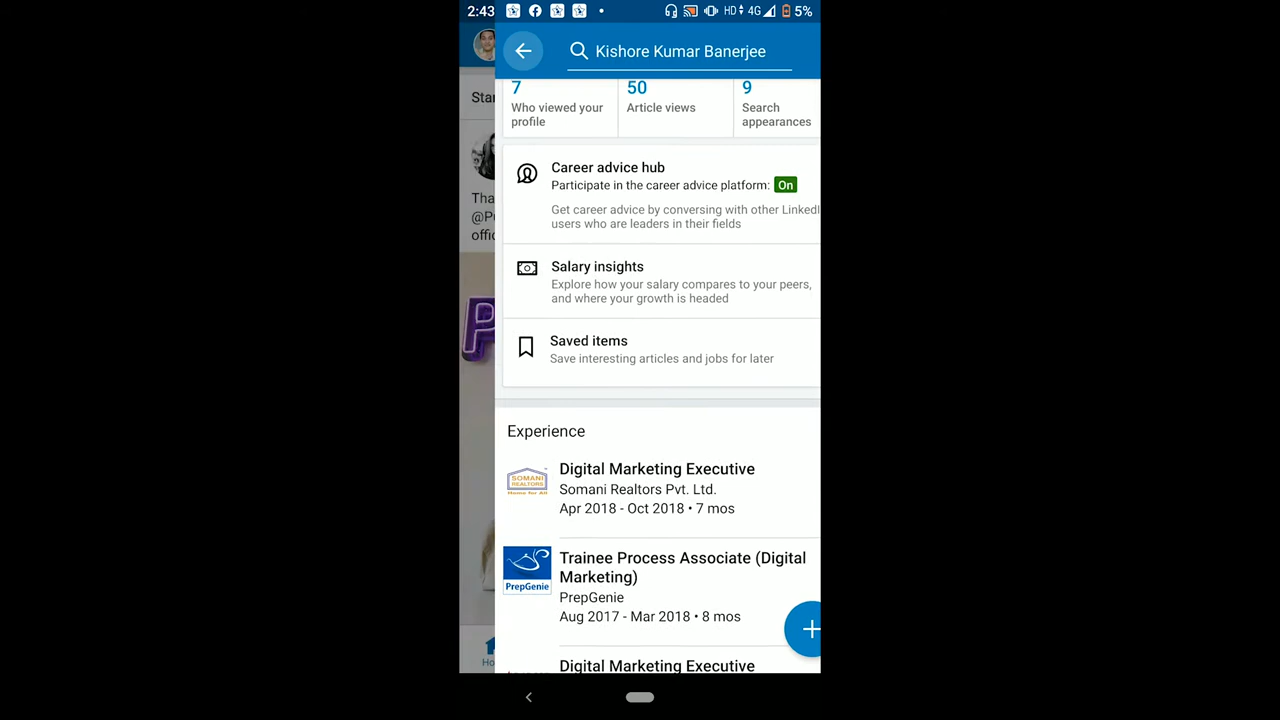 2:43 HD 4G 5%
Kishore Kumar Banerjee
7 50 9
Who viewed your profile Article views Search appearances
Star
Career advice hub
Participate in the career advice platform: On
Get career advice by conversing with other LinkedI
users who are leaders in their fields
Tha
@P
offic
Salary insights
Explore how your salary compares to your peers,
and where your growth is headed
P
Saved items
Save interesting articles and jobs for later
Experience
SOMANI
REALTORS
Home for All
Digital Marketing Executive
Somani Realtors Pvt. Ltd.
Apr 2018 - Oct 2018 • 7 mos
PrepGenie
Trainee Process Associate (Digital
Marketing)
PrepGenie
Aug 2017 - Mar 2018 • 8 mos
Ho
Digital Marketing Executive